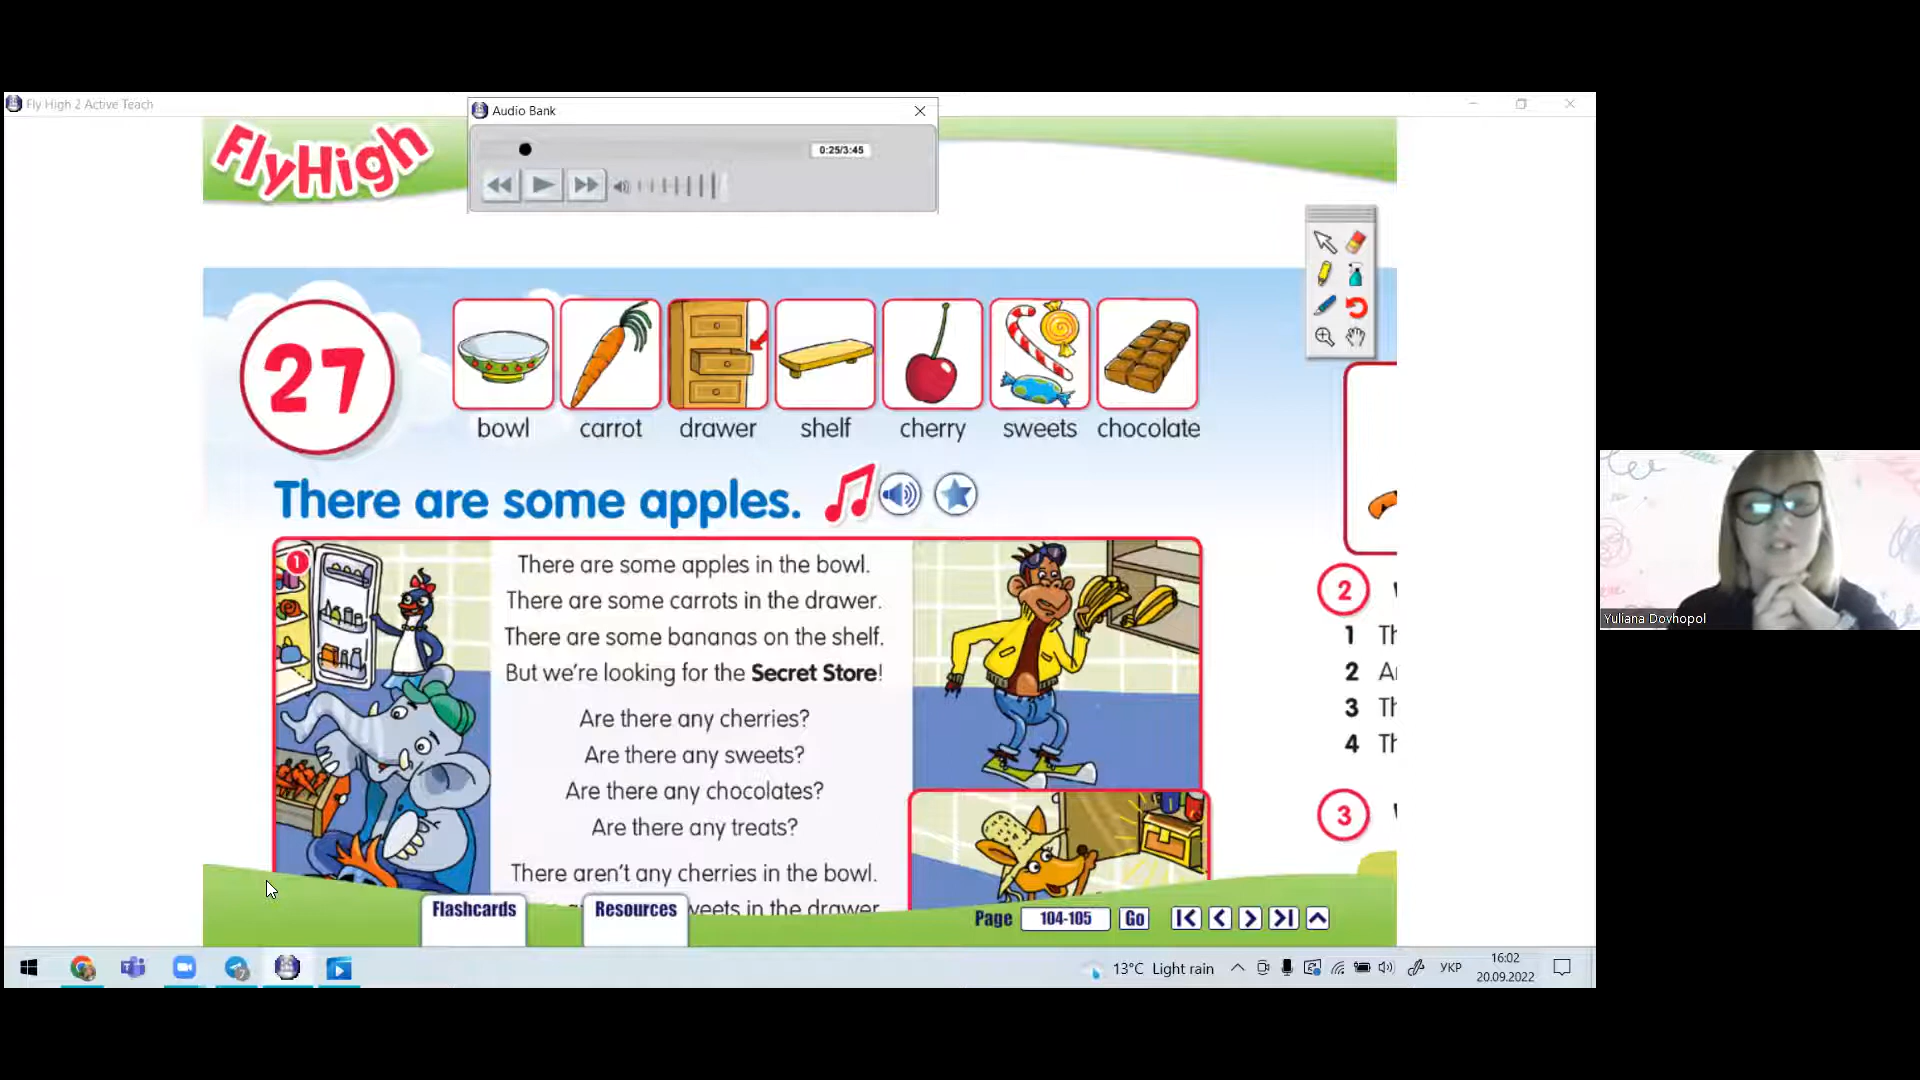 Fly High 2 Active Teach
Audio Bank
FlyHigh
0:25/3:45
27
bowl carrot drawer shelf cherry sweets chocolate
There are some apples.
1
There are some apples in the bowl.
There are some carrots in the drawer.
There are some bananas on the shelf.
But we're looking for the Secret Store!
Are there any cherries?
Are there any sweets?
Are there any chocolates?
Are there any treats?
There aren't any cherries in the bowl.
in the drawer
2
1
2
3
4
3
Flashcards Resources
Page 104-105 Go
13°C Light rain
УКР
16:02
20.09.2022
7
Yuliana Dovhopol